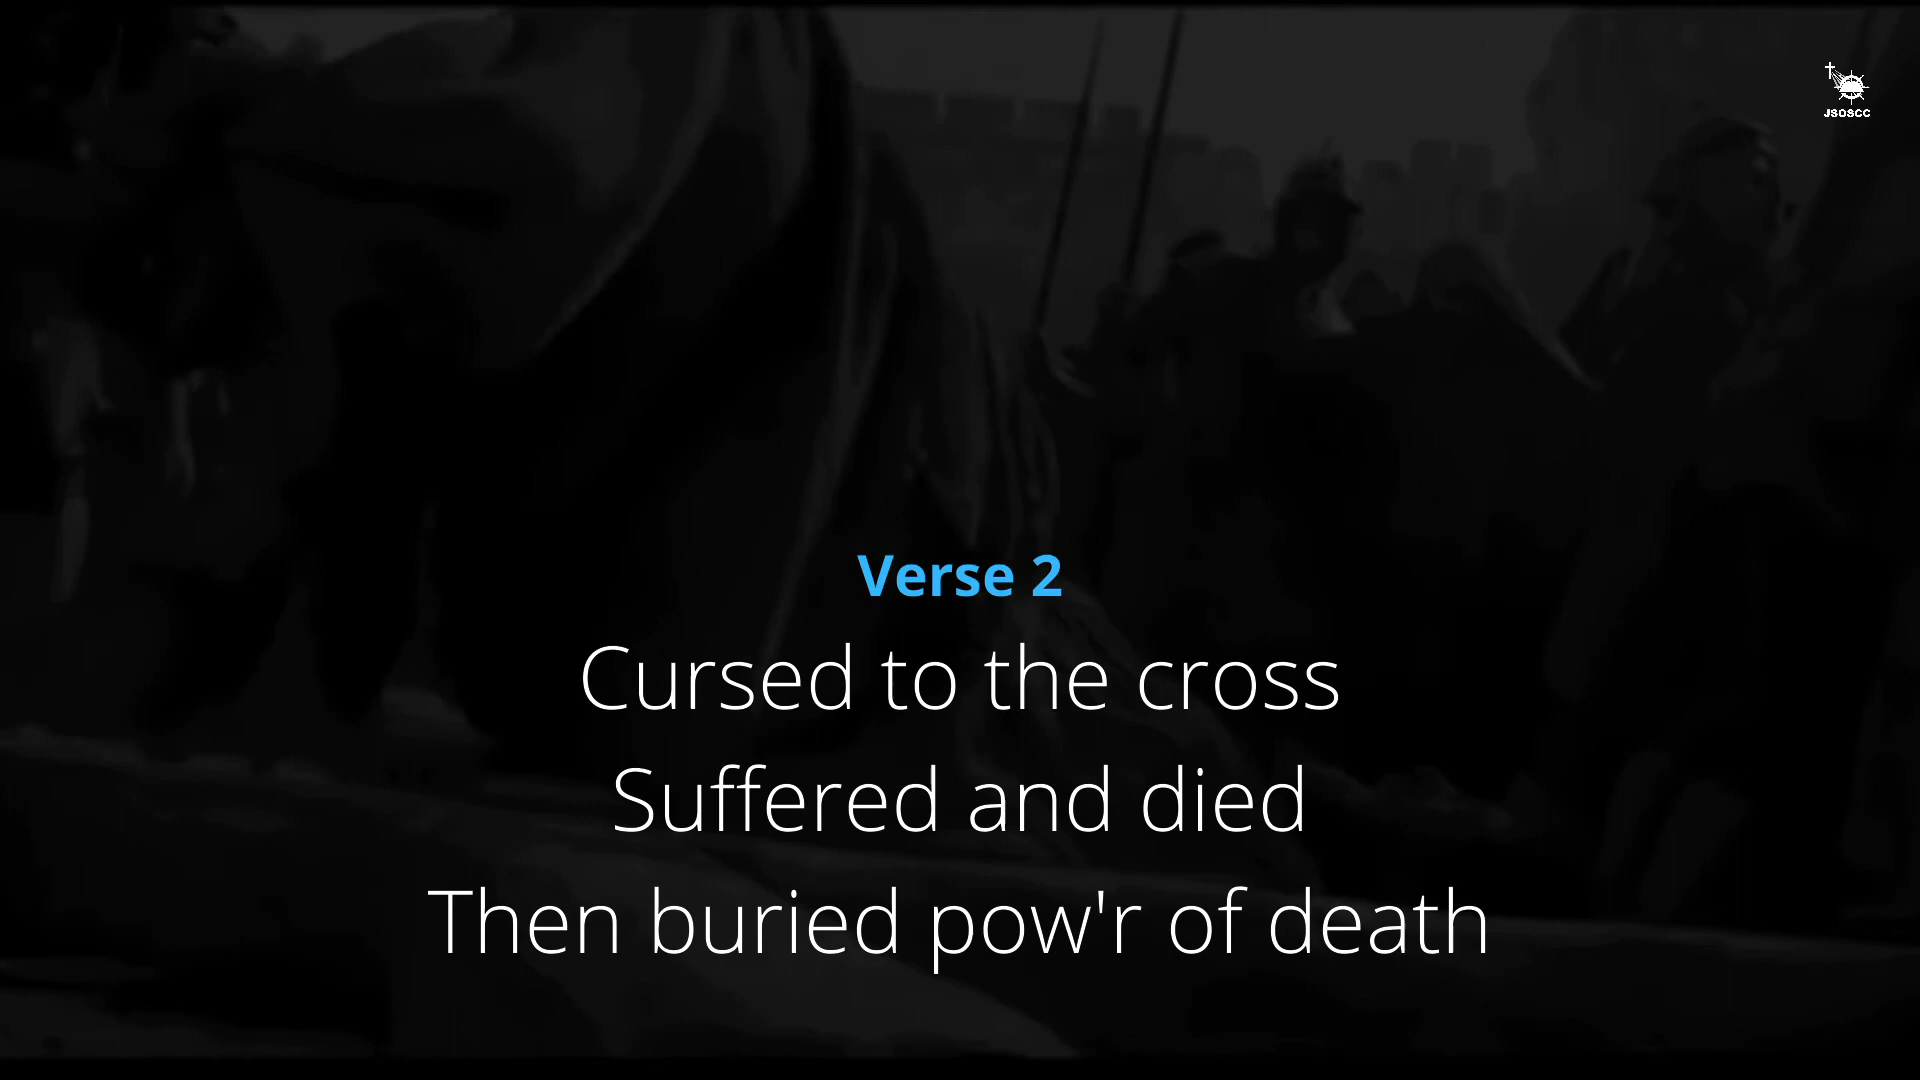 JSOSCC
Verse 2
Cursed to the cross
Suffered and died
Then buried pow'r of death